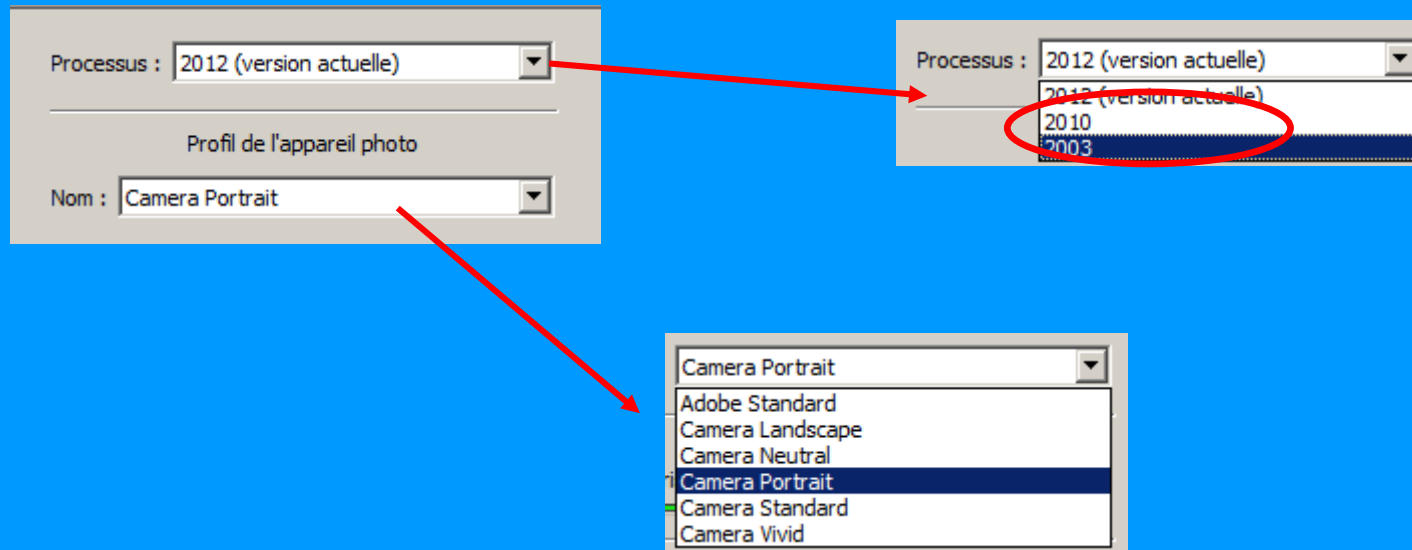 Processus : 2012 (version actuelle)
Profil de l'appareil photo
Nom : Camera Portrait
Processus : 2012 (version actuelle)
2012 (version actuelle)
2010
2003
Camera Portrait
Adobe Standard
Camera Landscape
Camera Neutral
Camera Portrait
Camera Standard
Camera Vivid